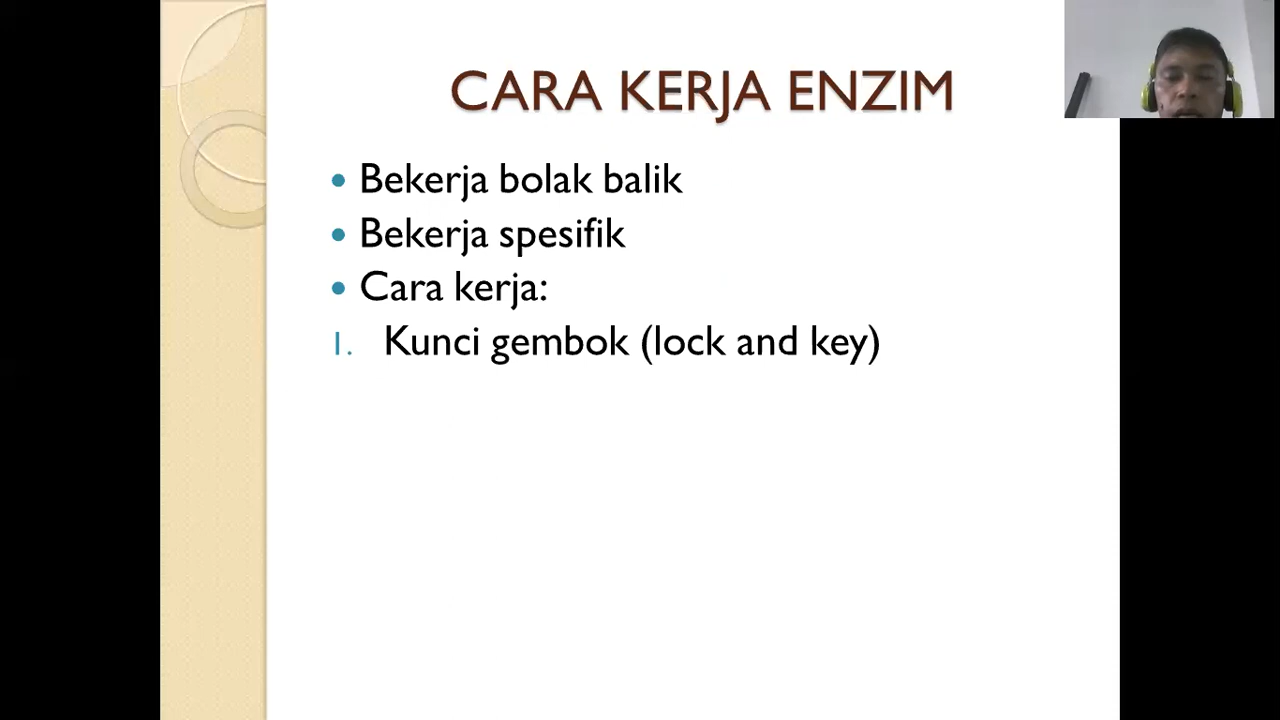 CARA KERJA ENZIM
• Bekerja bolak balik
• Bekerja spesifik
• Cara kerja:
1. Kunci gembok (lock and key)